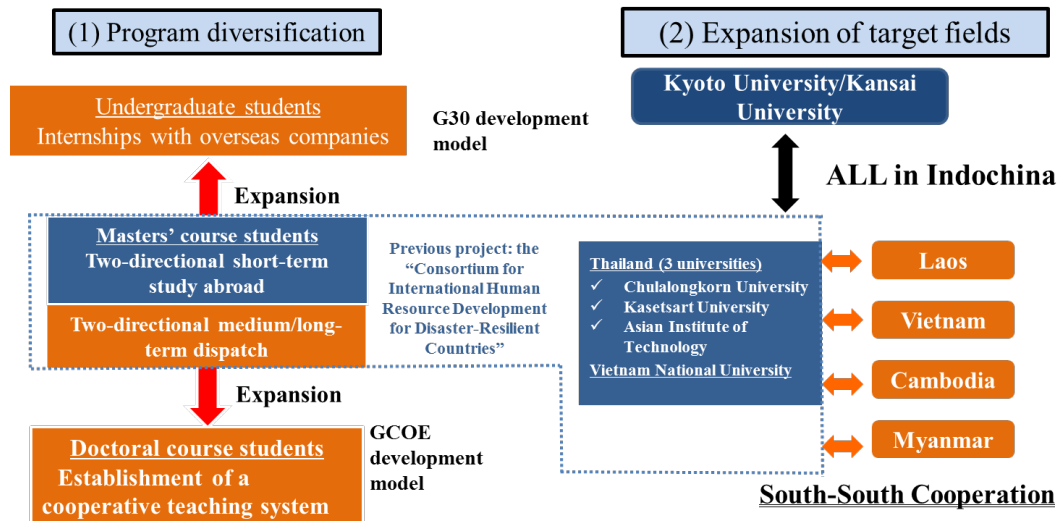 (1) Program diversification
(2) Expansion of target fields
Undergraduate students
Internships with overseas companies
G30 development
model
Expansion
Masters' course students
Two-directional short-term
study abroad
Two-directional medium/long-
term dispatch
Expansion
Doctoral course students
Establishment of a
cooperative teaching system
GCOE
development
model
Previous project: the
“Consortium for
International Human
Resource Development
for Disaster-Resilient
Countries”
Kyoto University/Kansai
University
ALL in Indochina
Thailand (3 universities)
✓ Chulalongkorn University
✓ Kasetsart University
✓ Asian Institute of
Technology
Vietnam National University
Laos
Vietnam
Cambodia
Myanmar
South-South Cooperation